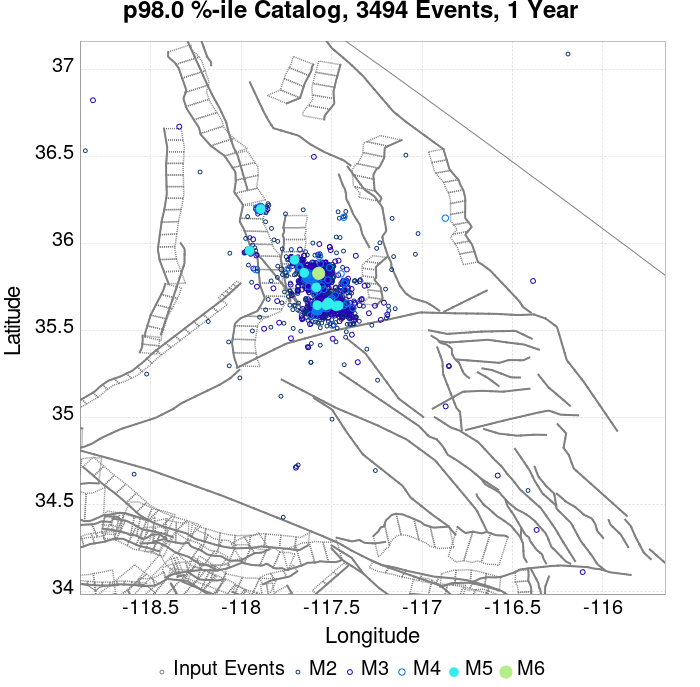 p98.0 %-ile Catalog, 3494 Events, 1 Year
37
36.5
36
35.5
35
34.5
34
Latitude
-118.5 -118 -117.5 -117 -116.5 -116
Longitude
Input Events M2 M3 M4 M5 M6